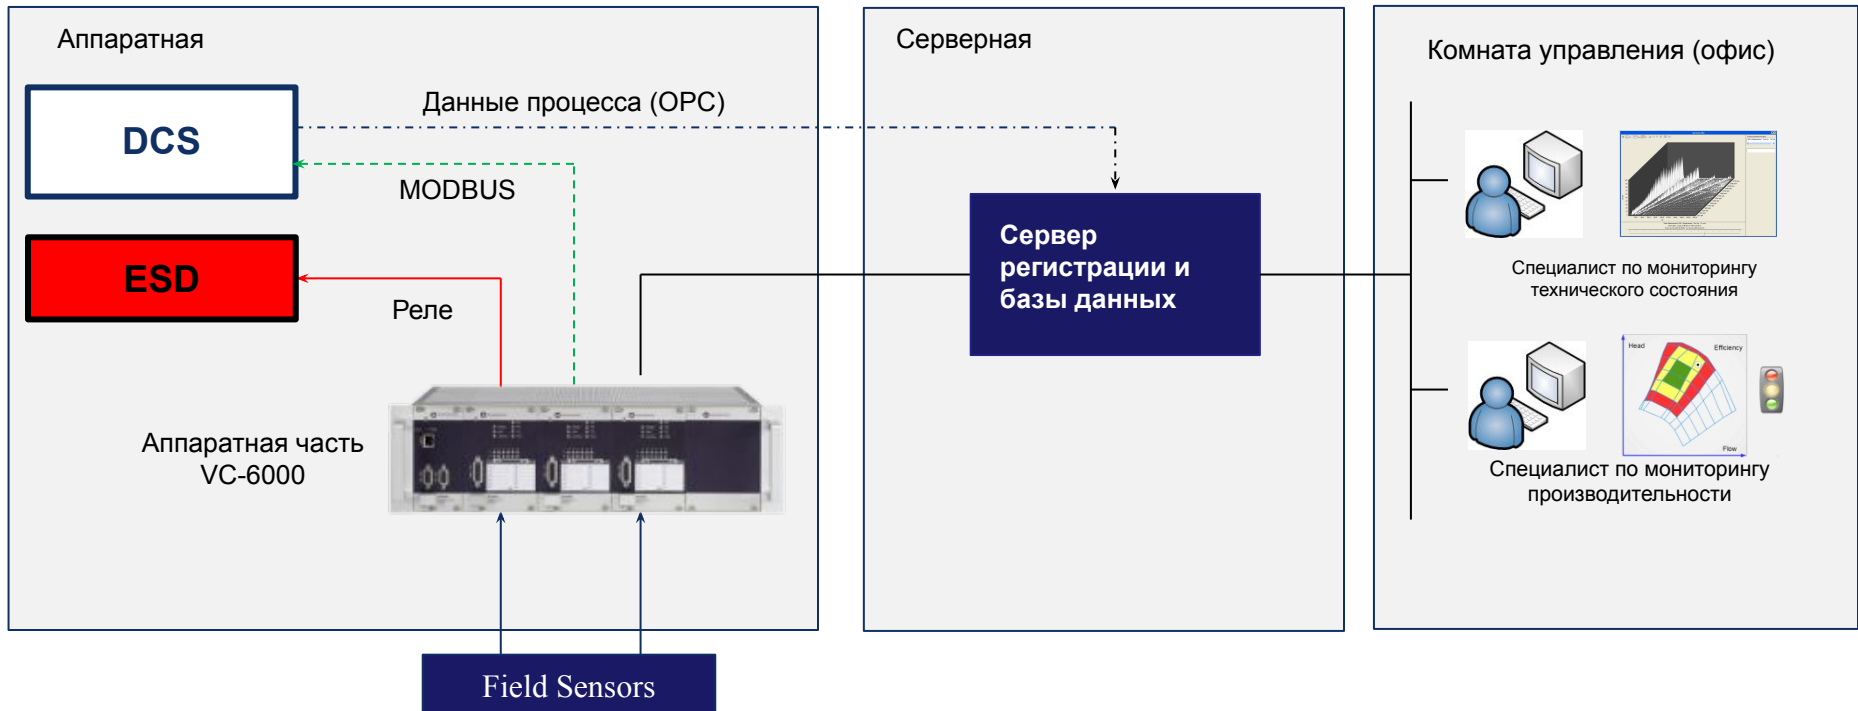 Аппаратная
DCS
Данные процесса (OPC)
MODBUS
ESD
Реле
Аппаратная часть
VC-6000
Field Sensors
Серверная
Сервер
регистрации и
базы данных
Комната управления (офис)
Специалист по мониторингу
технического состояния
Head
Efficiency
Flow
Специалист по мониторингу
производительности